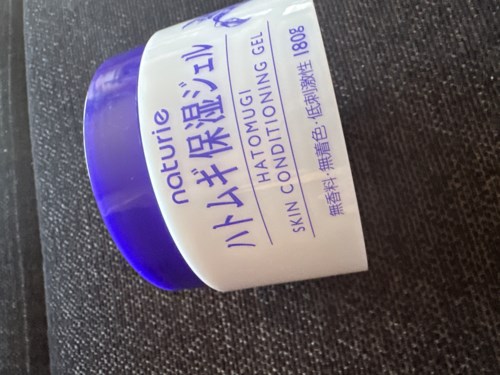 naturie
ハトムギ保湿ジェル
HATOMUGI
SKIN CONDITIONING GEL 180g
無香料・無着色・低刺激性